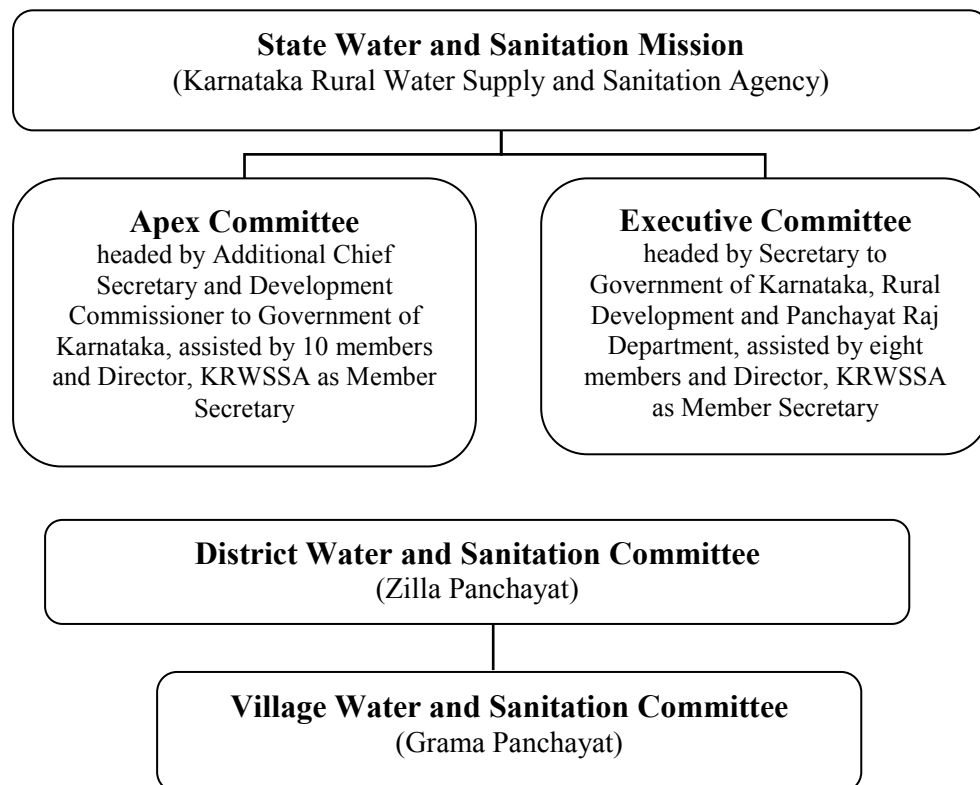 State Water and Sanitation Mission
(Karnataka Rural Water Supply and Sanitation Agency)
Apex Committee
headed by Additional Chief
Secretary and Development
Commissioner to Government of
Karnataka, assisted by 10 members
and Director, KRWSSA as Member
Secretary
Executive Committee
headed by Secretary to
Government of Karnataka, Rural
Development and Panchayat Raj
Department, assisted by eight
members and Director, KRWSSA
as Member Secretary
District Water and Sanitation Committee
(Zilla Panchayat)
Village Water and Sanitation Committee
(Grama Panchayat)